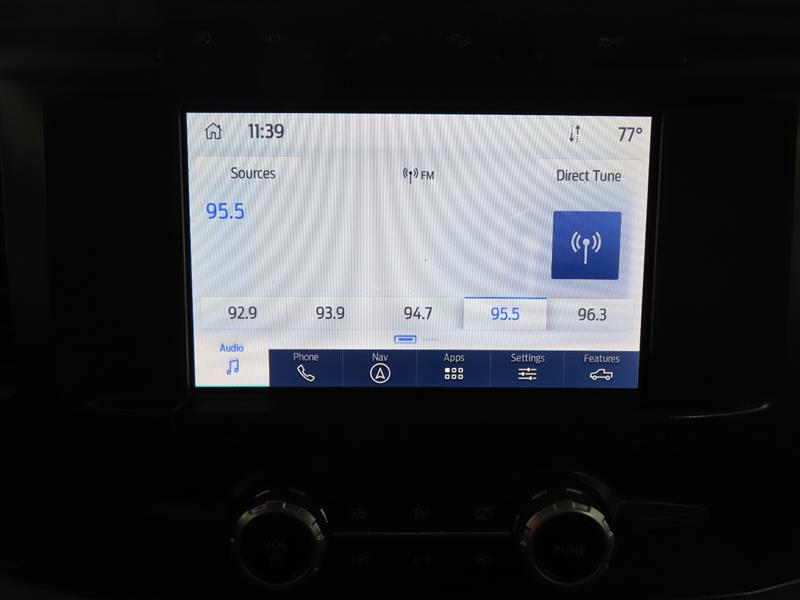 11:39
77°
Sources
FM
Direct Tune
95.5
92.9
93.9
94.7
95.5
96.3
Audio
Phone
Nav
Apps
Settings
Features
VOL
TUNE